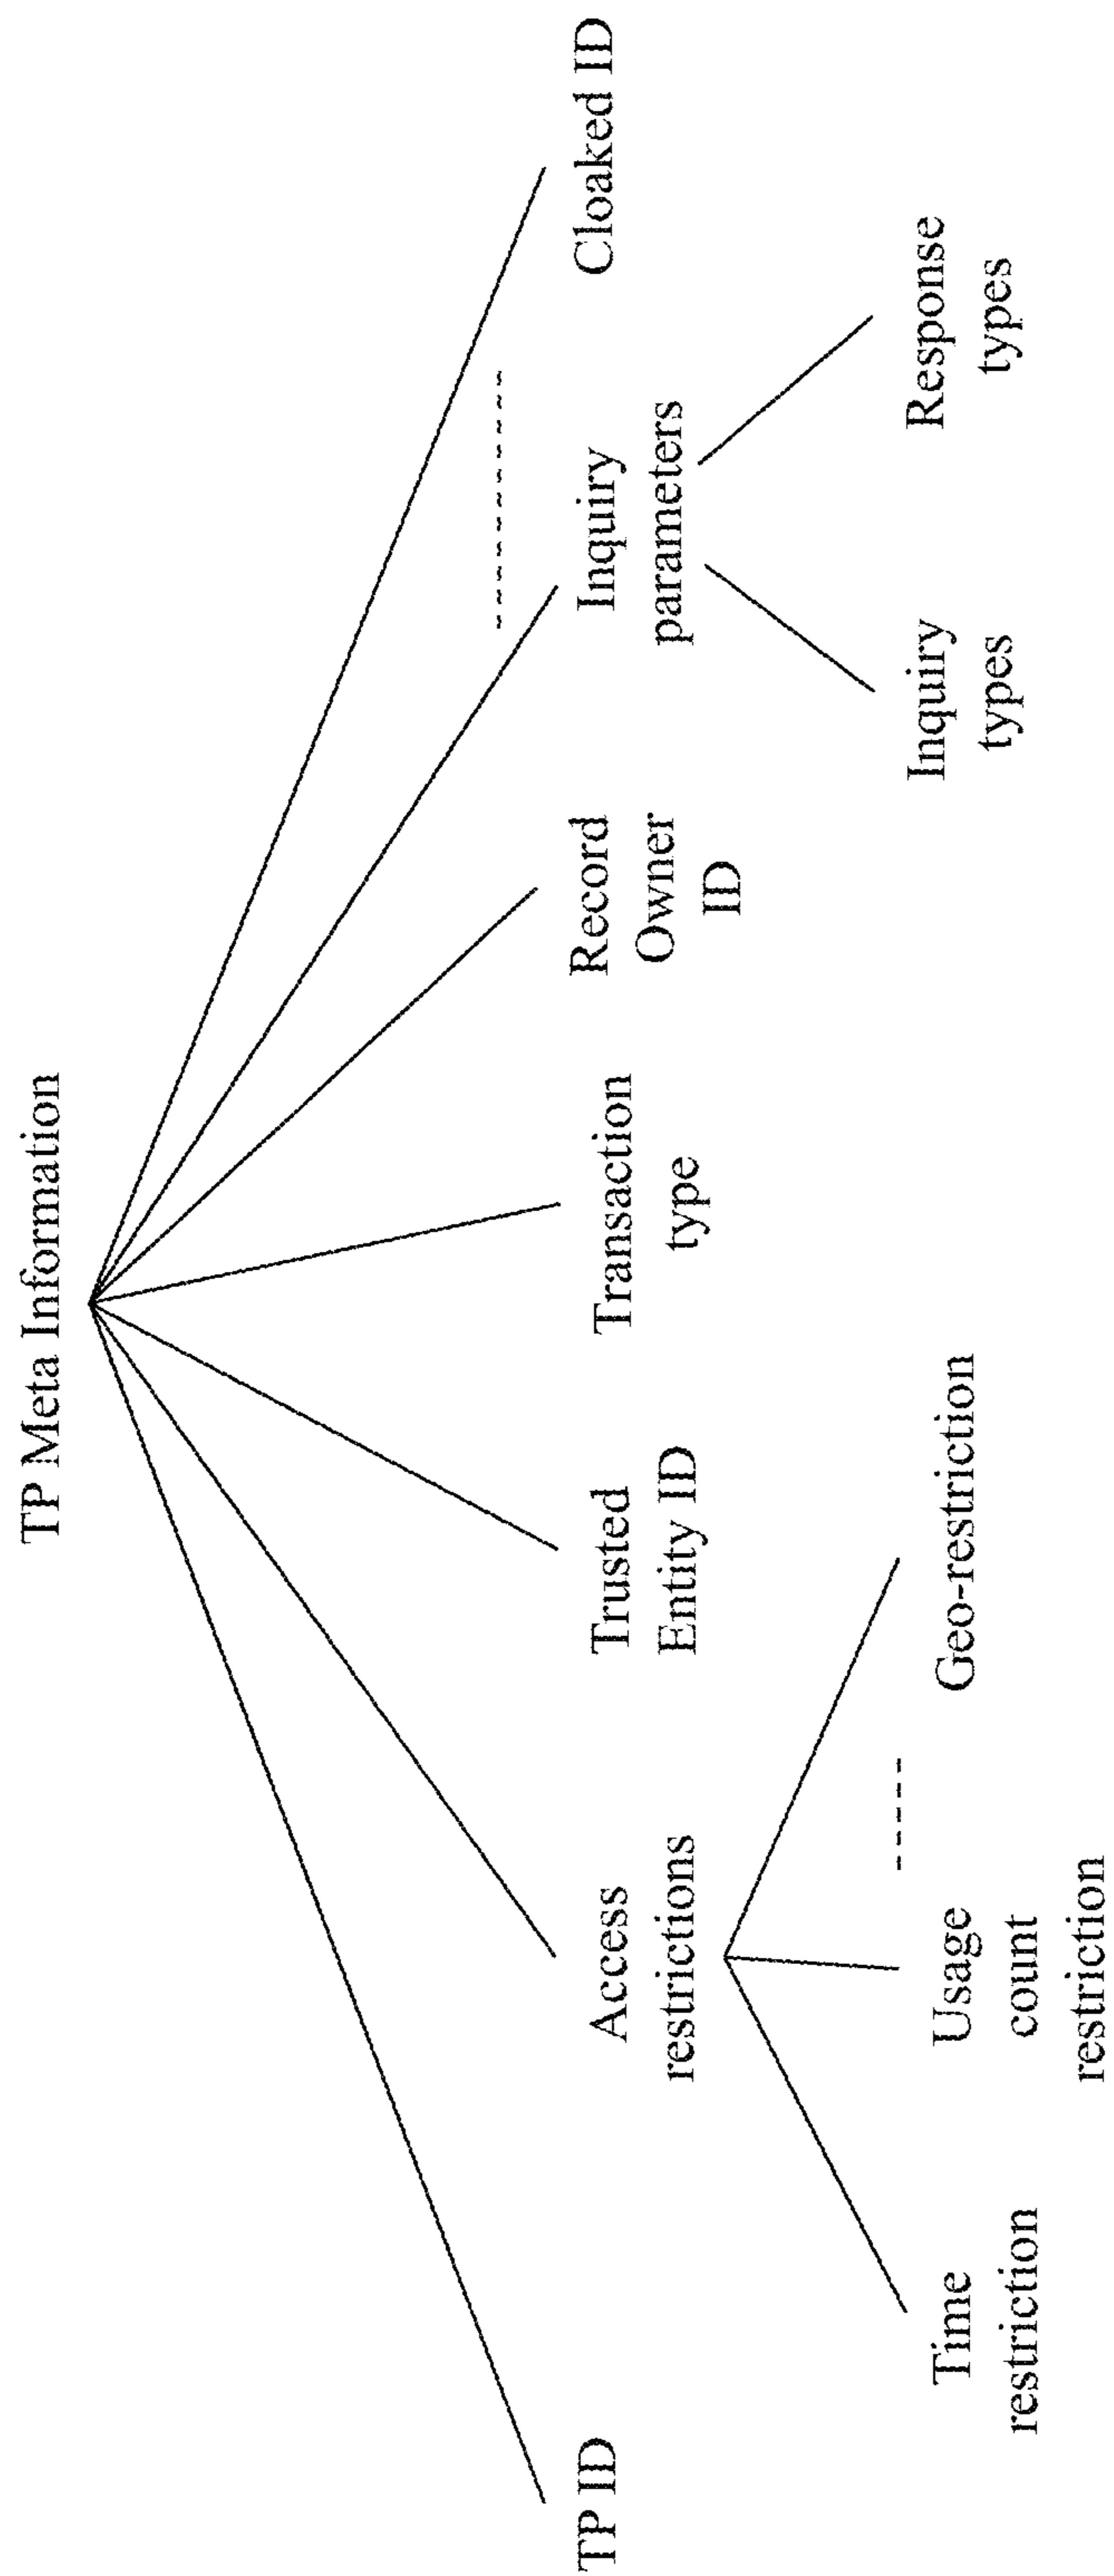 TP Meta Information
TP ID
Access
restrictions
Trusted
Entity ID
Transaction
type
Record
Owner
ID
Inquiry
parameters
Cloaked ID
Time
restriction
Usage
count
restriction
Geo-restriction
Inquiry
types
Response
types